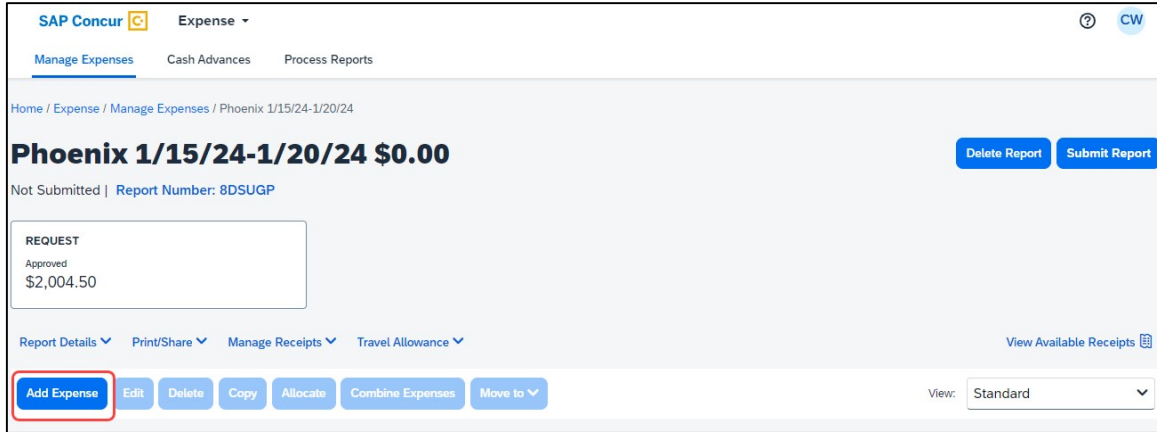 SAP Concur C Expense CW
Manage Expenses Cash Advances Process Reports
Home / Expense / Manage Expenses / Phoenix 1/15/24-1/20/24
Phoenix 1/15/24-1/20/24 $0.00
Delete Report Submit Report
Not Submitted | Report Number: 8DSUGP
REQUEST
Approved
$2,004.50
Report Details Print/Share Manage Receipts Travel Allowance View Available Receipts
Add Expense Edit Delete Copy Allocate Combine Expenses Move to View: Standard